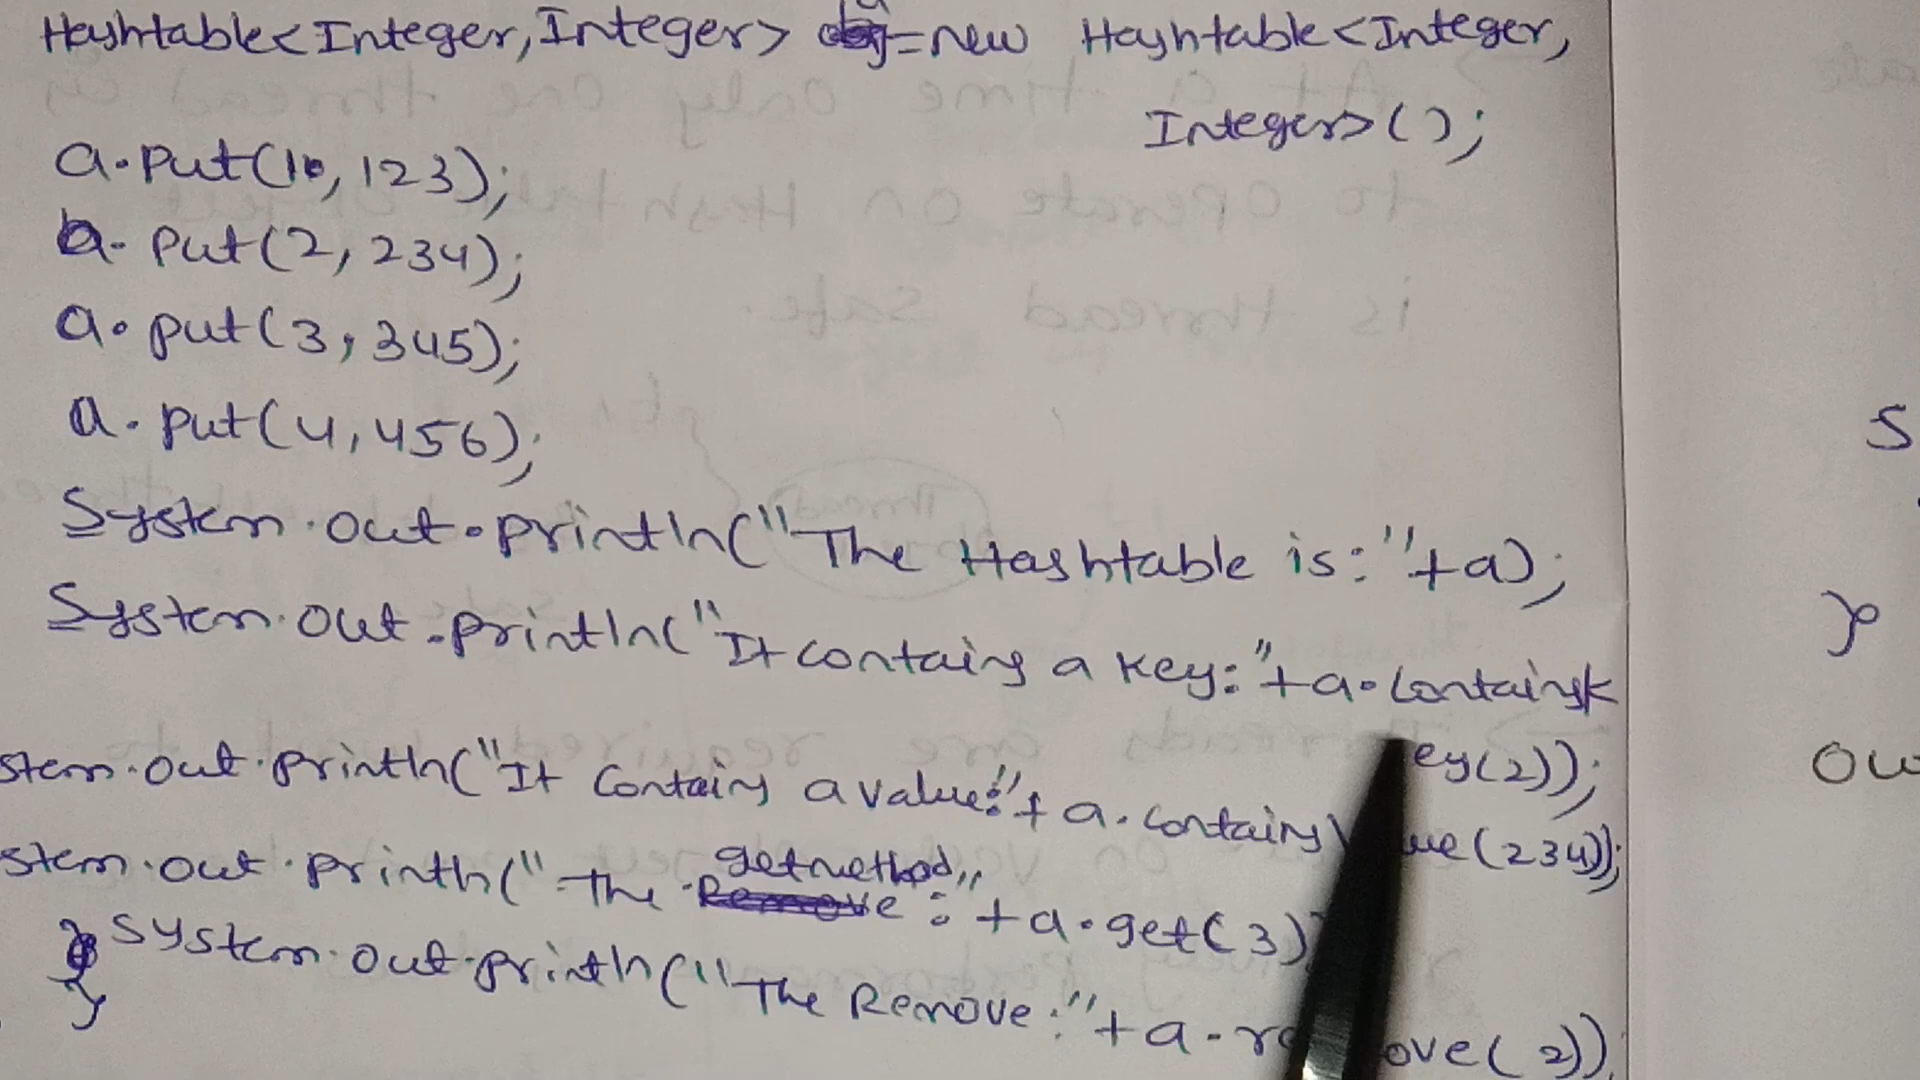 Hashtable<Integer,Integer> a=new Hashtable<Integer,
Integer>();
a.put(10,123);
a.put(2,234);
a.put(3,345);
a.put(4,456);
System.out.println("The Hashtable is:"+a);
System.out.println("It contains a key:"+a.containsk
ey(2));
stem.out.println("It contains a value:"+a.contains ue(234));
getmethod
stem.out.println("The :"+a.get(3)
System.out.println("The Remove:"+a.re ove(2))
}
}
S
}
ou